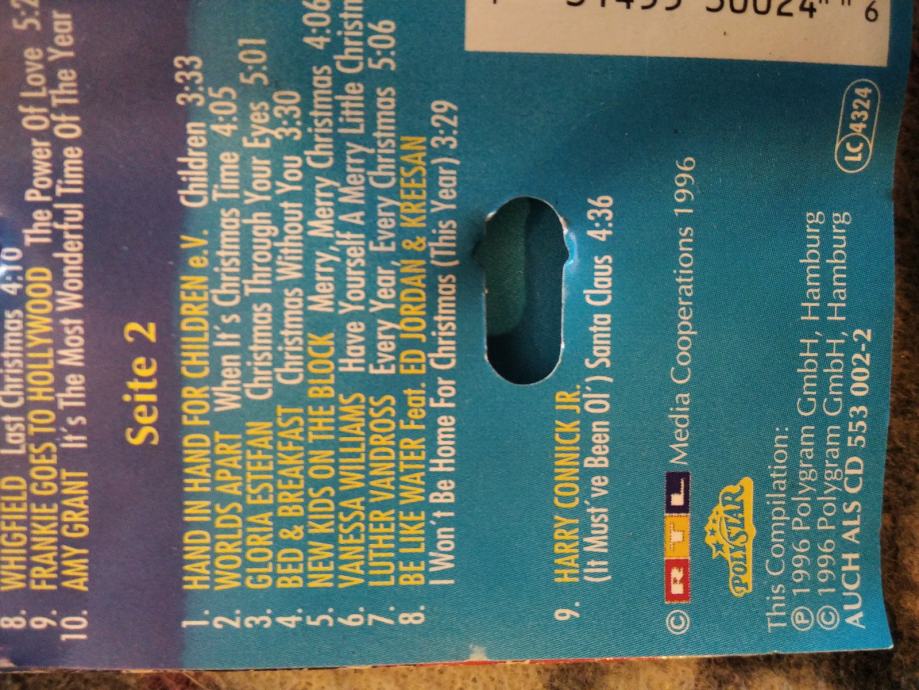 8. WHIGFIELD Last Christmas 4:10
9. FRANKIE GOES TO HOLLYWOOD The Power Of Love
10. AMY GRANT It's The Most Wonderful Time Of The Year
Seite 2
1. HAND IN HAND FOR CHILDREN e.V. Children 3:33
2. WORLDS APART When It's Christmas Time 4:05
3. GLORIA ESTEFAN Christmas Through Your Eyes 5:01
4. BED & BREAKFAST Christmas Without You 3:30
5. NEW KIDS ON THE BLOCK Merry, Merry Christmas 4:06
6. VANESSA WILLIAMS Have Yourself A Merry Little
7. LUTHER VANDROSS Every Year, Every Christmas 5:06
8. BE LIKE WATER Feat. ED JORDAN & KREESAN
I Won't Be Home For Christmas (This Year) 3:29
9. HARRY CONNICK JR.
(It Must've Been Ol') Santa Claus 4:36
© RTL Media Cooperations 1996
POLYSTAR
This Compilation:
℗ 1996 Polygram GmbH, Hamburg
© 1996 Polygram GmbH, Hamburg
AUCH ALS CD 553 002-2
LC 4324
6